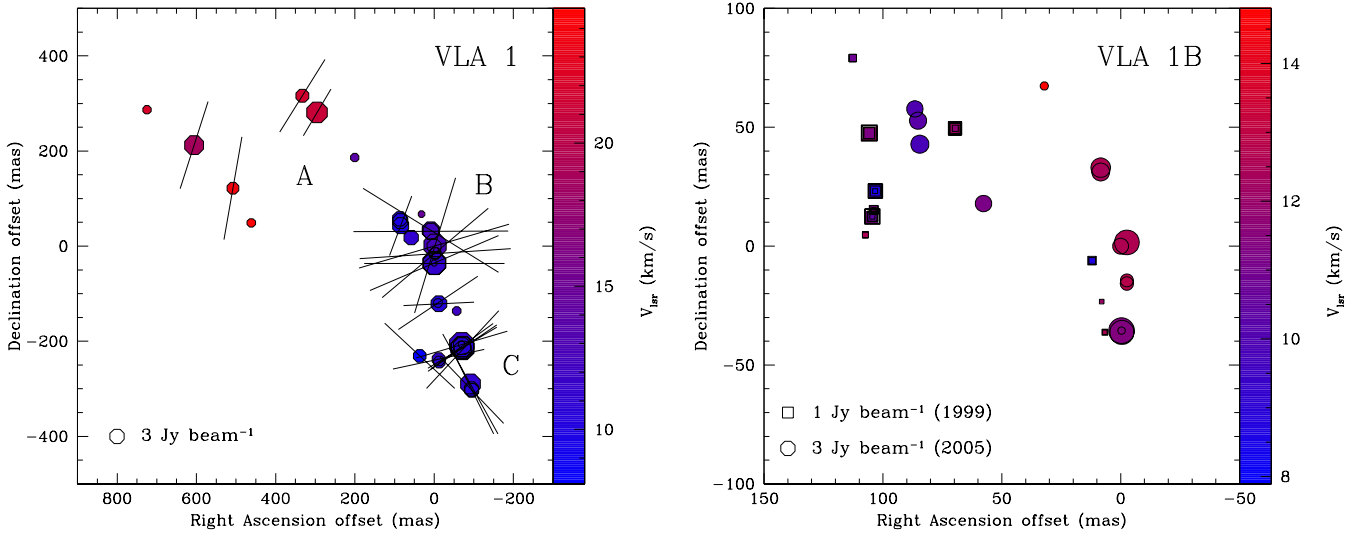 VLA 1
A
B
C
3 Jy beam⁻¹
400
200
0
−200
−400
Declination offset (mas)
800
600
400
200
0
−200
Right Ascension offset (mas)
20
15
10
V_lsr (km/s)
VLA 1B
1 Jy beam⁻¹ (1999)
3 Jy beam⁻¹ (2005)
100
50
0
−50
−100
Declination offset (mas)
150
100
50
0
−50
Right Ascension offset (mas)
14
12
10
8
V_lsr (km/s)